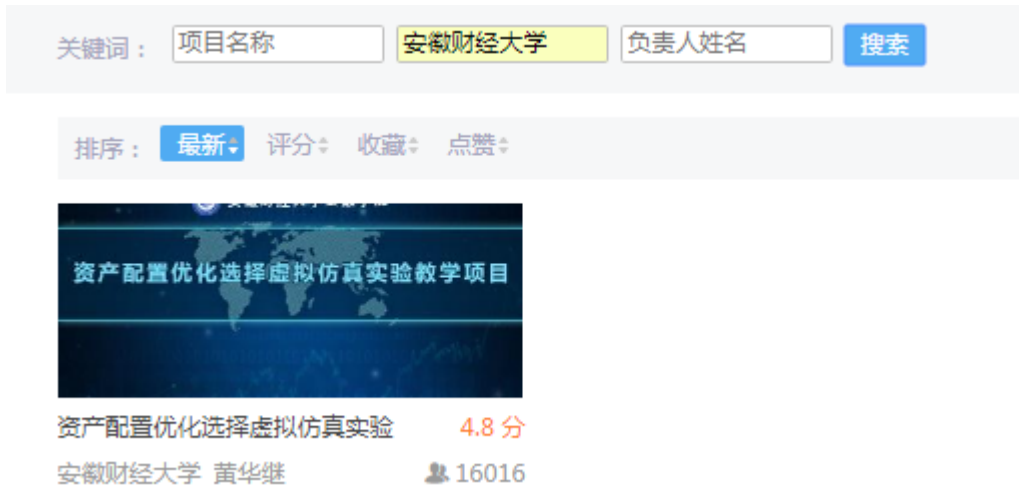 关键词： 项目名称 安徽财经大学 负责人姓名 搜索
排序： 最新 评分 收藏 点赞
资产配置优化选择虚拟仿真实验教学项目
资产配置优化选择虚拟仿真实验 4.8 分
安徽财经大学 黄华继 16016